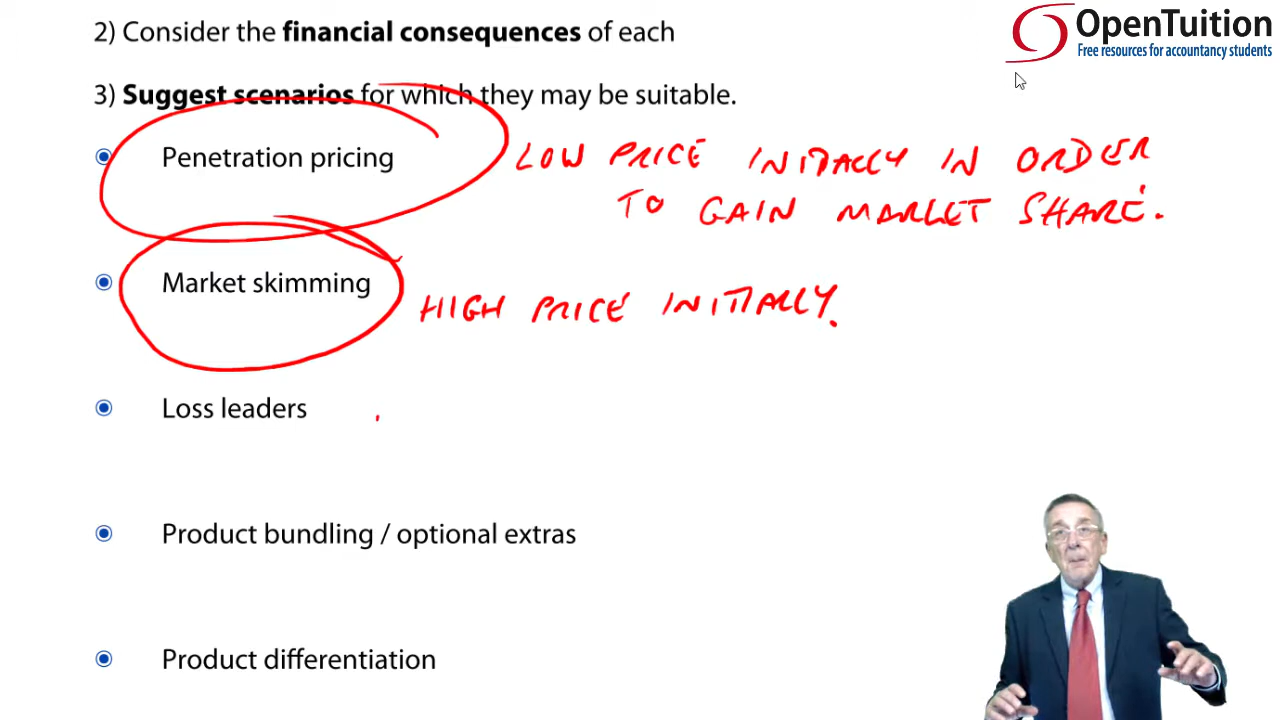 2) Consider the financial consequences of each
OpenTuition
Free resources for accountancy students
3) Suggest scenarios for which they may be suitable.
Penetration pricing
LOW PRICE INITIALLY IN ORDER
TO GAIN MARKET SHARE.
Market skimming
HIGH PRICE INITIALLY.
Loss leaders
Product bundling / optional extras
Product differentiation